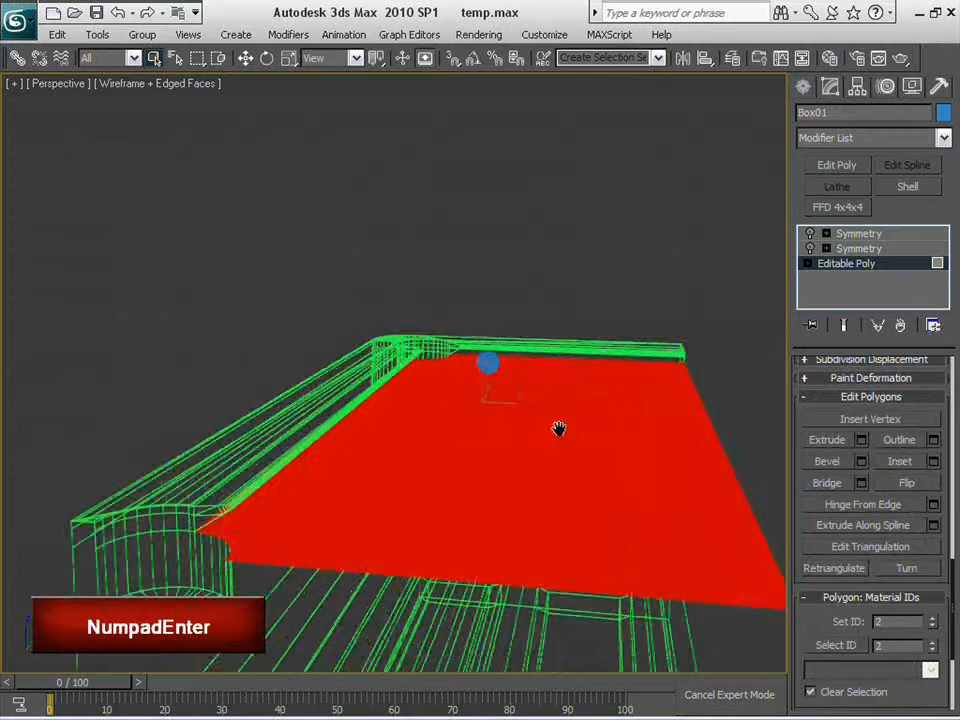 Autodesk 3ds Max 2010 SP1 temp.max
Type a keyword or phrase
Edit Tools Group Views Create Modifiers Animation Graph Editors Rendering Customize MAXScript Help
All
View
Create Selection Se
[ + ] [ Perspective ] [ Wireframe + Edged Faces ]
Box01
Modifier List
Edit Poly Edit Spline
Lathe Shell
FFD 4x4x4
Symmetry
Symmetry
Editable Poly
Subdivision Displacement
Paint Deformation
Edit Polygons
Insert Vertex
Extrude Outline
Bevel Inset
Bridge Flip
Hinge From Edge
Extrude Along Spline
Edit Triangulation
Retriangulate Turn
Polygon: Material IDs
Set ID: 2
Select ID 2
Clear Selection
NumpadEnter
0 / 100
Cancel Expert Mode
0 10 20 30 40 50 60 70 80 90 100